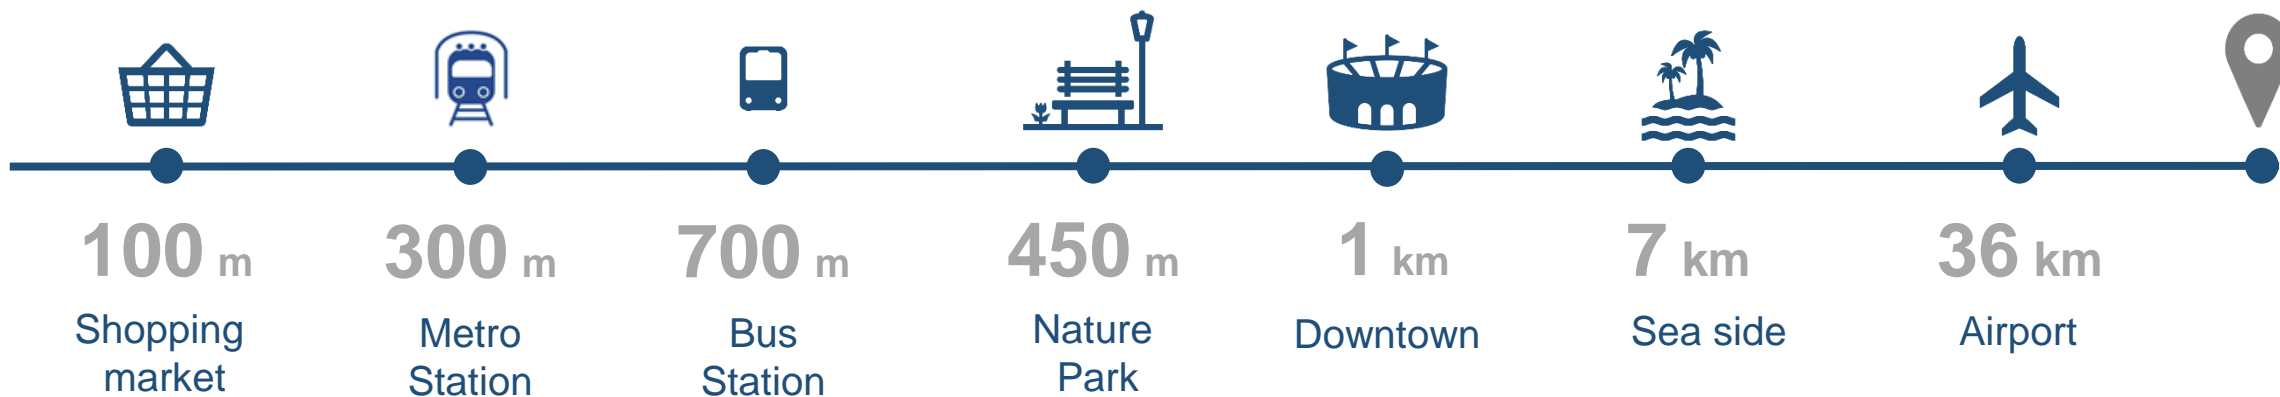 100 m
300 m
700 m
450 m
1 km
7 km
36 km
Shopping
market
Metro
Station
Bus
Station
Nature
Park
Downtown
Sea side
Airport